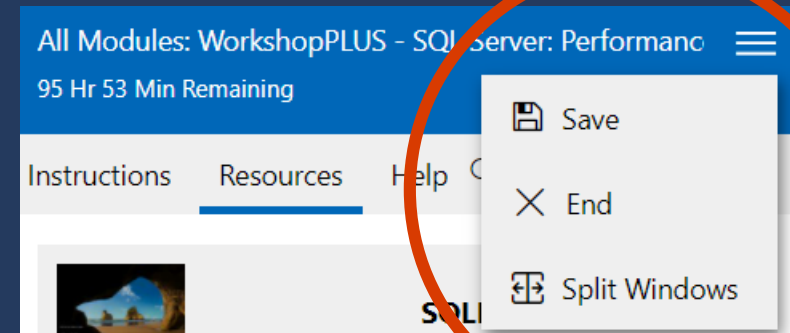 All Modules: WorkshopPLUS - SQL Server: Performanc
95 Hr 53 Min Remaining
Save
Instructions Resources Help
End
Split Windows